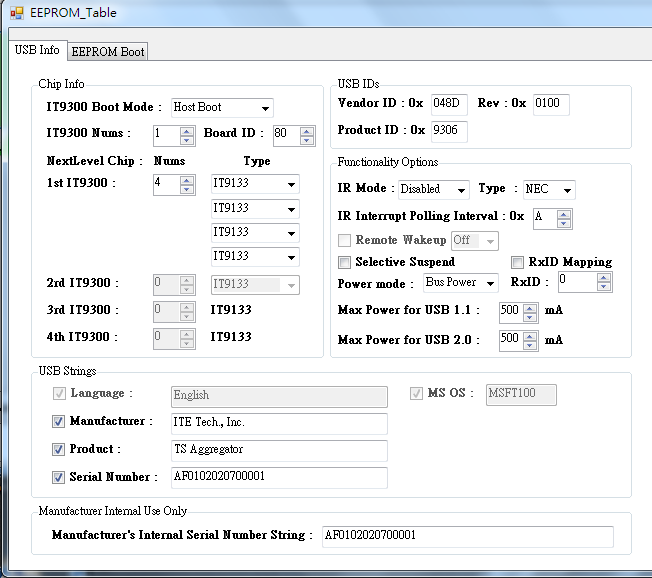 EEPROM_Table
USB Info EEPROM Boot
Chip Info
IT9300 Boot Mode : Host Boot
IT9300 Nums : 1 Board ID : 80
NextLevel Chip : Nums Type
1st IT9300 : 4 IT9133
IT9133
IT9133
IT9133
2rd IT9300 : 0 IT9133
3rd IT9300 : 0 IT9133
4th IT9300 : 0 IT9133
USB IDs
Vendor ID : 0x 048D Rev : 0x 0100
Product ID : 0x 9306
Functionality Options
IR Mode : Disabled Type : NEC
IR Interrupt Polling Interval : 0x A
Remote Wakeup Off
Selective Suspend RxID Mapping
Power mode : Bus Power RxID : 0
Max Power for USB 1.1 : 500 mA
Max Power for USB 2.0 : 500 mA
USB Strings
Language : English MS OS : MSFT100
Manufacturer : ITE Tech., Inc.
Product : TS Aggregator
Serial Number : AF0102020700001
Manufacturer Internal Use Only
Manufacturer's Internal Serial Number String : AF0102020700001